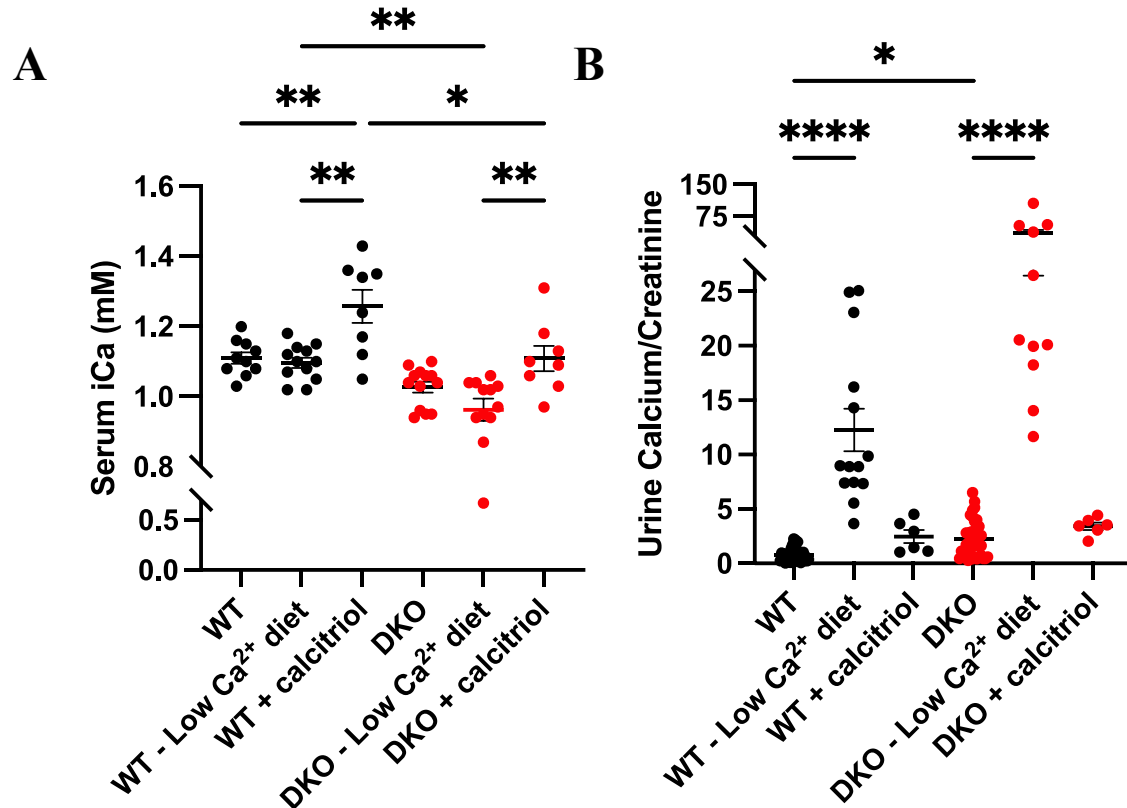 A
**
**
*
**
**
Serum iCa (mM)
1.6
1.4
1.2
1.0
0.8
0.5
0.0
WT
WT - Low Ca²⁺ diet
WT + calcitriol
DKO
DKO - Low Ca²⁺ diet
DKO + calcitriol
B
*
****
****
Urine Calcium/Creatinine
150
75
25
20
15
10
5
0
WT
WT - Low Ca²⁺ diet
WT + calcitriol
DKO
DKO - Low Ca²⁺ diet
DKO + calcitriol